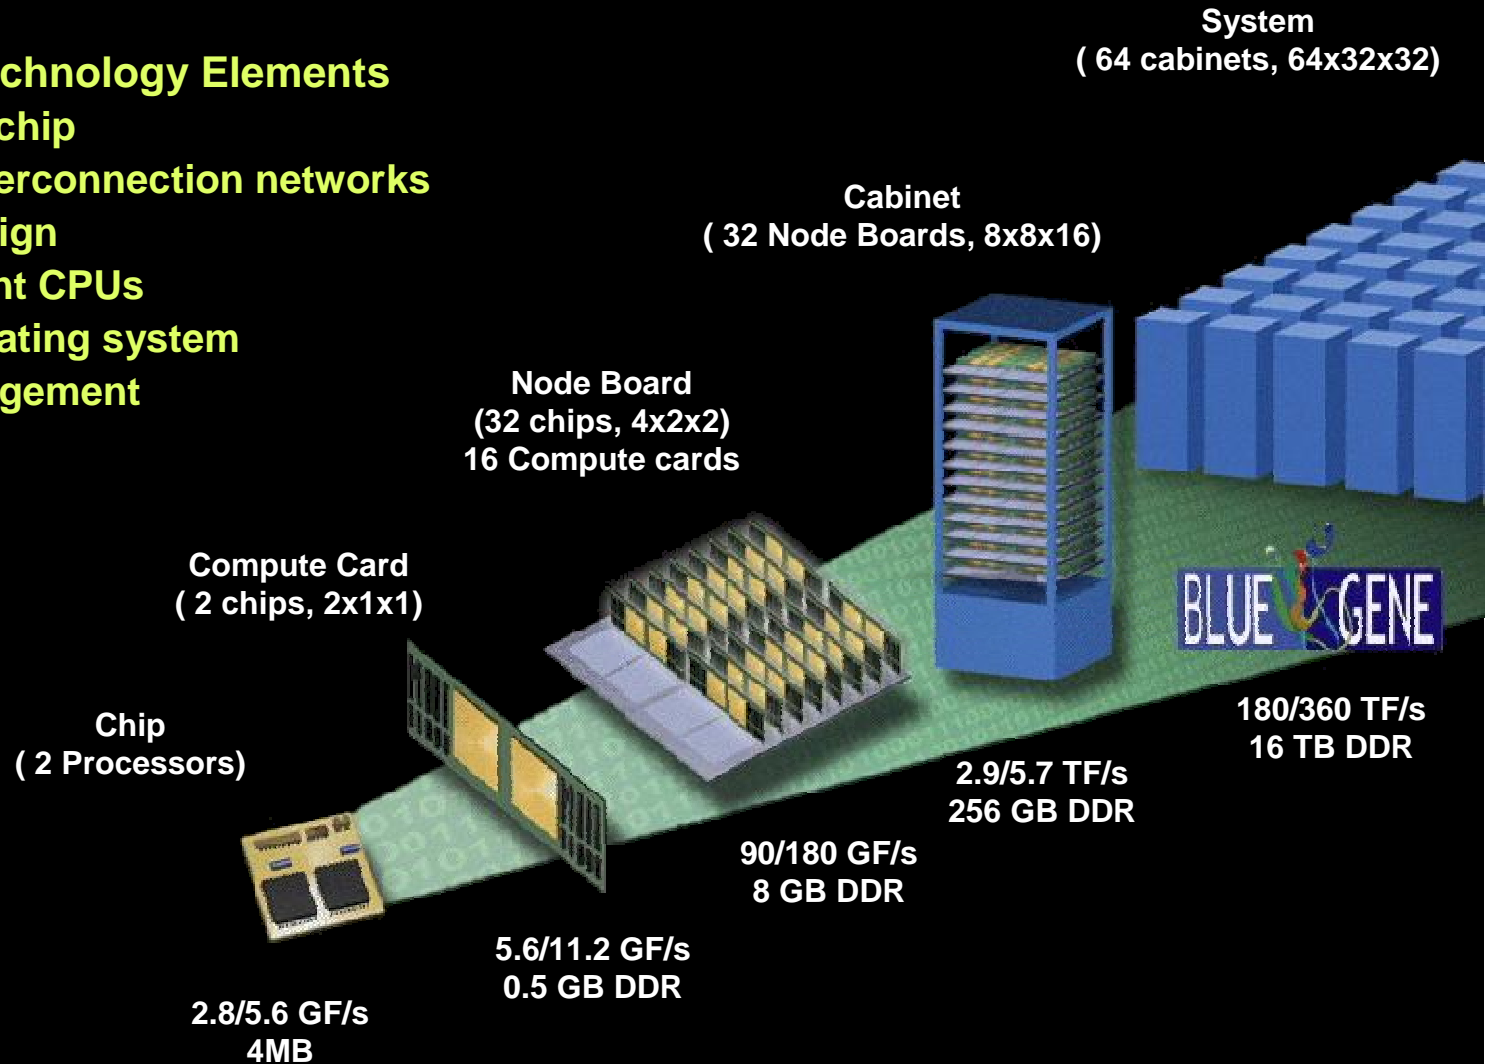 chnology Elements
chip
erconnection networks
ign
nt CPUs
ating system
gement
System
( 64 cabinets, 64x32x32)
Cabinet
( 32 Node Boards, 8x8x16)
Node Board
(32 chips, 4x2x2)
16 Compute cards
Compute Card
( 2 chips, 2x1x1)
Chip
( 2 Processors)
BLUE GENE
180/360 TF/s
16 TB DDR
2.9/5.7 TF/s
256 GB DDR
90/180 GF/s
8 GB DDR
5.6/11.2 GF/s
0.5 GB DDR
2.8/5.6 GF/s
4MB